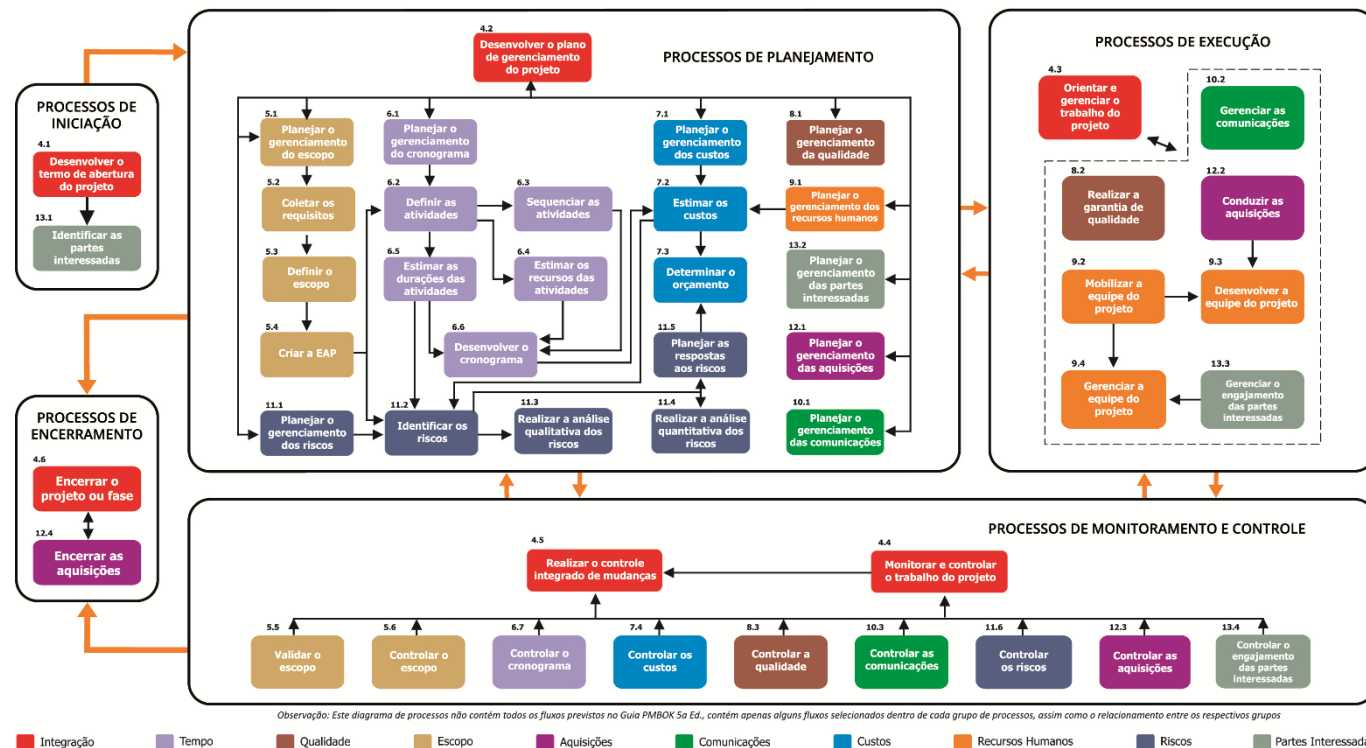 PROCESSOS DE
INICIAÇÃO
4.1
Desenvolver o
termo de abertura
do projeto
13.1
Identificar as
partes
interessadas
PROCESSOS DE
ENCERRAMENTO
4.6
Encerrar o
projeto ou fase
12.4
Encerrar as
aquisições
PROCESSOS DE PLANEJAMENTO
4.2
Desenvolver o plano
de gerenciamento
do projeto
5.1
Planejar o
gerenciamento
do escopo
6.1
Planejar o
gerenciamento
do cronograma
7.1
Planejar o
gerenciamento
dos custos
8.1
Planejar o
gerenciamento
da qualidade
5.2
Coletar os
requisitos
6.2
Definir as
atividades
6.3
Sequenciar as
atividades
7.2
Estimar os
custos
9.1
Planejar o
gerenciamento dos
recursos humanos
5.3
Definir o
escopo
6.5
Estimar as
durações das
atividades
6.4
Estimar os
recursos das
atividades
7.3
Determinar o
orçamento
13.2
Planejar o
gerenciamento
das partes
interessadas
5.4
Criar a EAP
6.6
Desenvolver o
cronograma
11.5
Planejar as
respostas
aos riscos
12.1
Planejar o
gerenciamento
das aquisições
11.1
Planejar o
gerenciamento
dos riscos
11.2
Identificar
os riscos
11.3
Realizar a análise
qualitativa dos
riscos
11.4
Realizar a análise
quantitativa dos
riscos
10.1
Planejar o
gerenciamento
das comunicações
PROCESSOS DE EXECUÇÃO
4.3
Orientar e
gerenciar o
trabalho do
projeto
10.2
Gerenciar as
comunicações
8.2
Realizar a
garantia de
qualidade
12.2
Conduzir as
aquisições
9.2
Mobilizar a
equipe do
projeto
9.3
Desenvolver a
equipe do projeto
9.4
Gerenciar a
equipe do
projeto
13.3
Gerenciar o
engajamento
das partes
interessadas
PROCESSOS DE MONITORAMENTO E CONTROLE
4.5
Realizar o controle
integrado de
mudanças
4.4
Monitorar e controlar
o trabalho do projeto
5.5
Validar o
escopo
5.6
Controlar o
escopo
6.7
Controlar o
cronograma
7.4
Controlar os
custos
8.3
Controlar a
qualidade
10.3
Controlar as
comunicações
11.6
Controlar
os riscos
12.3
Controlar as
aquisições
13.4
Controlar o
engajamento
das partes
interessadas
Observação: Este diagrama de processos não contém todos os fluxos previstos no Guia PMBOK 5a Ed., contém apenas alguns fluxos selecionados dentro de cada grupo de processos, assim como o relacionamento entre os respectivos grupos
Integração
Tempo
Qualidade
Escopo
Aquisições
Comunicações
Custos
Recursos Humanos
Riscos
Partes Interessada